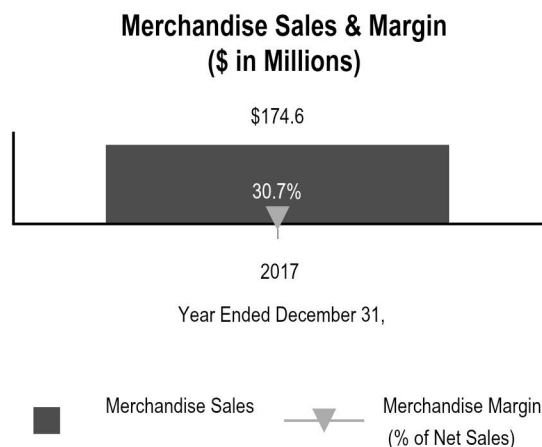 Merchandise Sales & Margin
($ in Millions)
$174.6
30.7%
2017
Year Ended December 31,
Merchandise Sales
Merchandise Margin
(% of Net Sales)